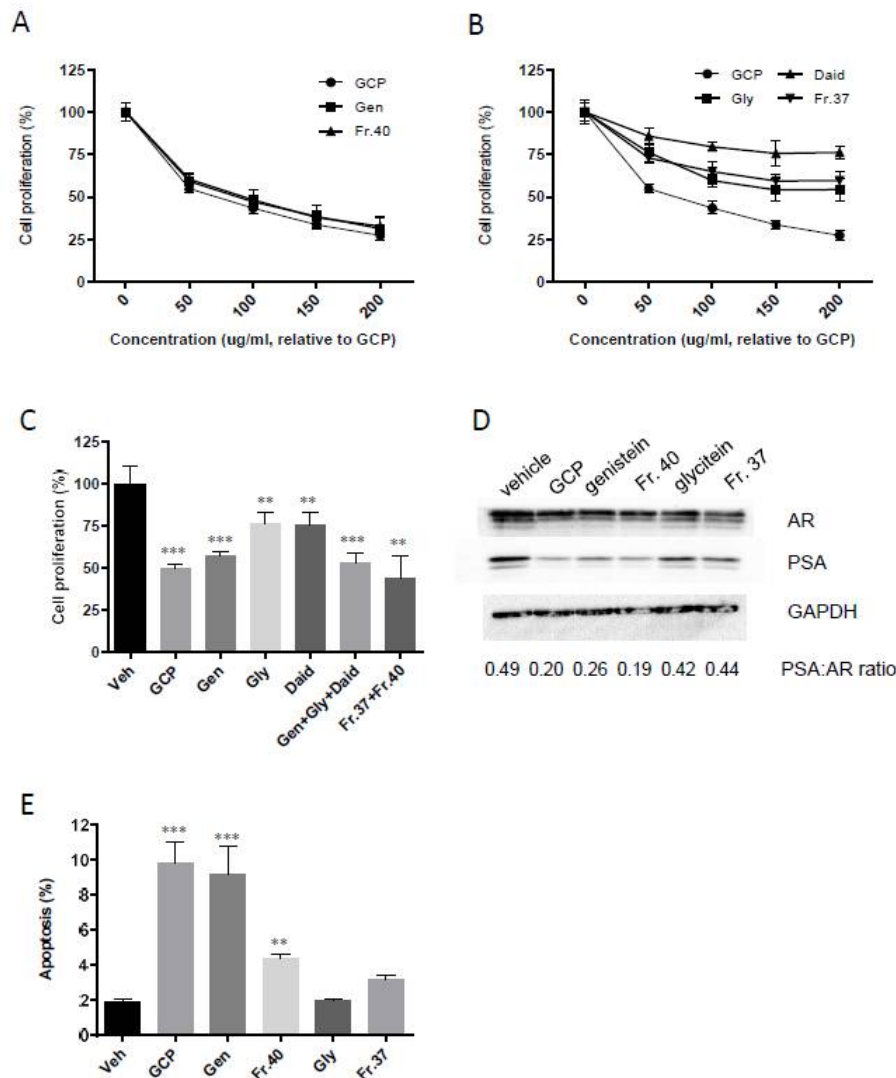 A
125
100
75
50
25
0
Cell proliferation (%)
GCP
Gen
Fr.40
0 50 100 150 200
Concentration (ug/ml, relative to GCP)
B
125
100
75
50
25
0
Cell proliferation (%)
GCP Daid
Gly Fr.37
0 50 100 150 200
Concentration (ug/ml, relative to GCP)
C
125
100
75
50
25
0
Cell proliferation (%)
*** *** ** ** *** **
Veh GCP Gen Gly Daid Gen+Gly+Daid Fr.37+Fr.40
D
vehicle GCP genistein Fr. 40 glycitein Fr. 37
AR
PSA
GAPDH
0.49 0.20 0.26 0.19 0.42 0.44 PSA:AR ratio
E
12
10
8
6
4
2
0
Apoptosis (%)
*** *** **
Veh GCP Gen Fr.40 Gly Fr.37